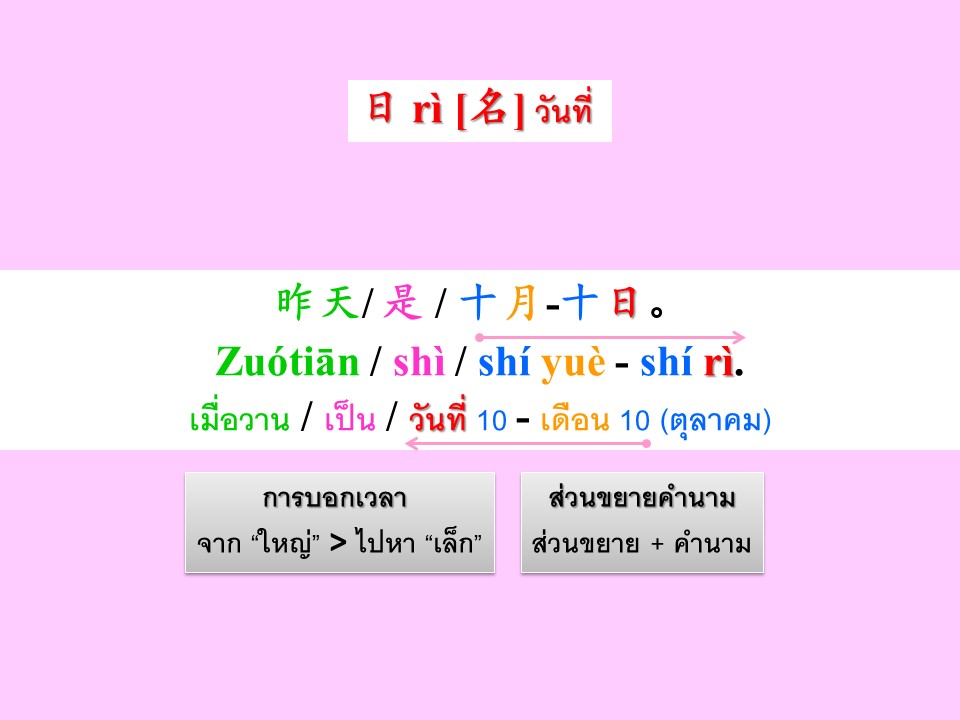 日 rì [名] วันที่
昨天/ 是 / 十月-十日。
Zuótiān / shì / shí yuè - shí rì.
เมื่อวาน / เป็น / วันที่ 10 - เดือน 10 (ตุลาคม)
การบอกเวลา
จาก “ใหญ่” > ไปหา “เล็ก”
ส่วนขยายคำนาม
ส่วนขยาย + คำนาม